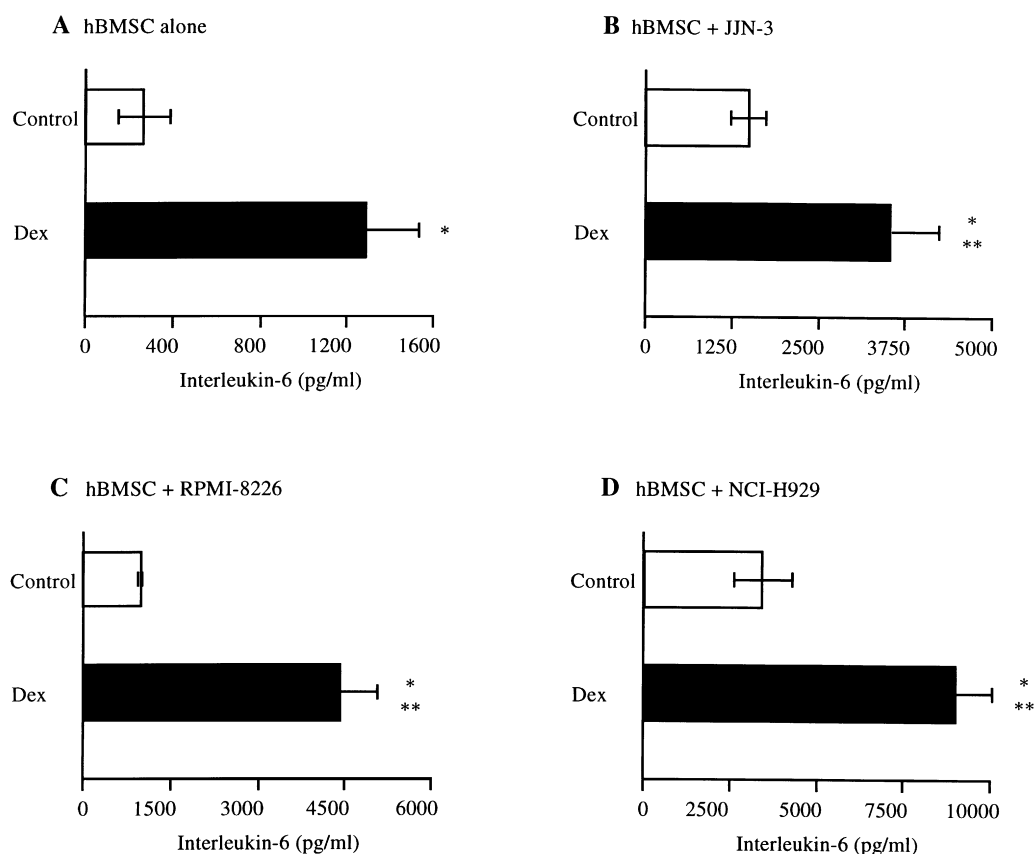 A hBMSC alone
Control
Dex
*
0 400 800 1200 1600
Interleukin-6 (pg/ml)
B hBMSC + JJN-3
Control
Dex
*
**
0 1250 2500 3750 5000
Interleukin-6 (pg/ml)
C hBMSC + RPMI-8226
Control
Dex
*
**
0 1500 3000 4500 6000
Interleukin-6 (pg/ml)
D hBMSC + NCI-H929
Control
Dex
*
**
0 2500 5000 7500 10000
Interleukin-6 (pg/ml)